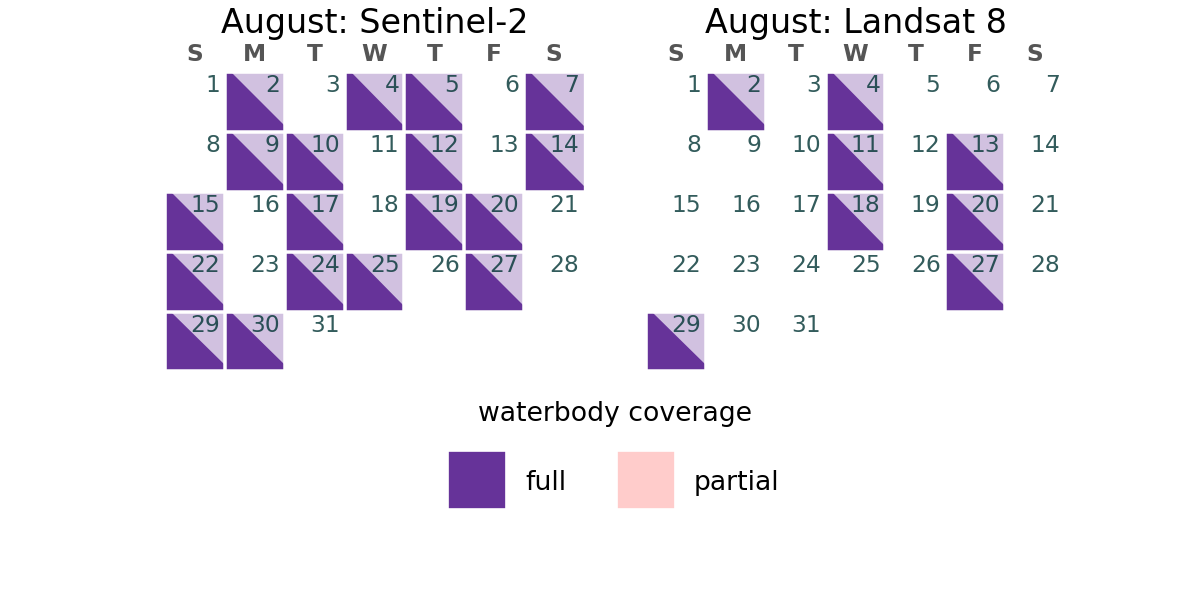 August: Sentinel-2
S M T W T F S
1 2 3 4 5 6 7
8 9 10 11 12 13 14
15 16 17 18 19 20 21
22 23 24 25 26 27 28
29 30 31
August: Landsat 8
S M T W T F S
1 2 3 4 5 6 7
8 9 10 11 12 13 14
15 16 17 18 19 20 21
22 23 24 25 26 27 28
29 30 31
waterbody coverage
full partial